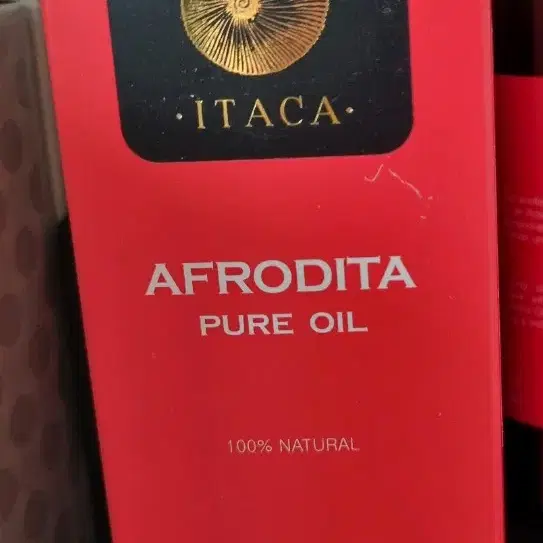 ·ITACA·
AFRODITA
PURE OIL
100% NATURAL